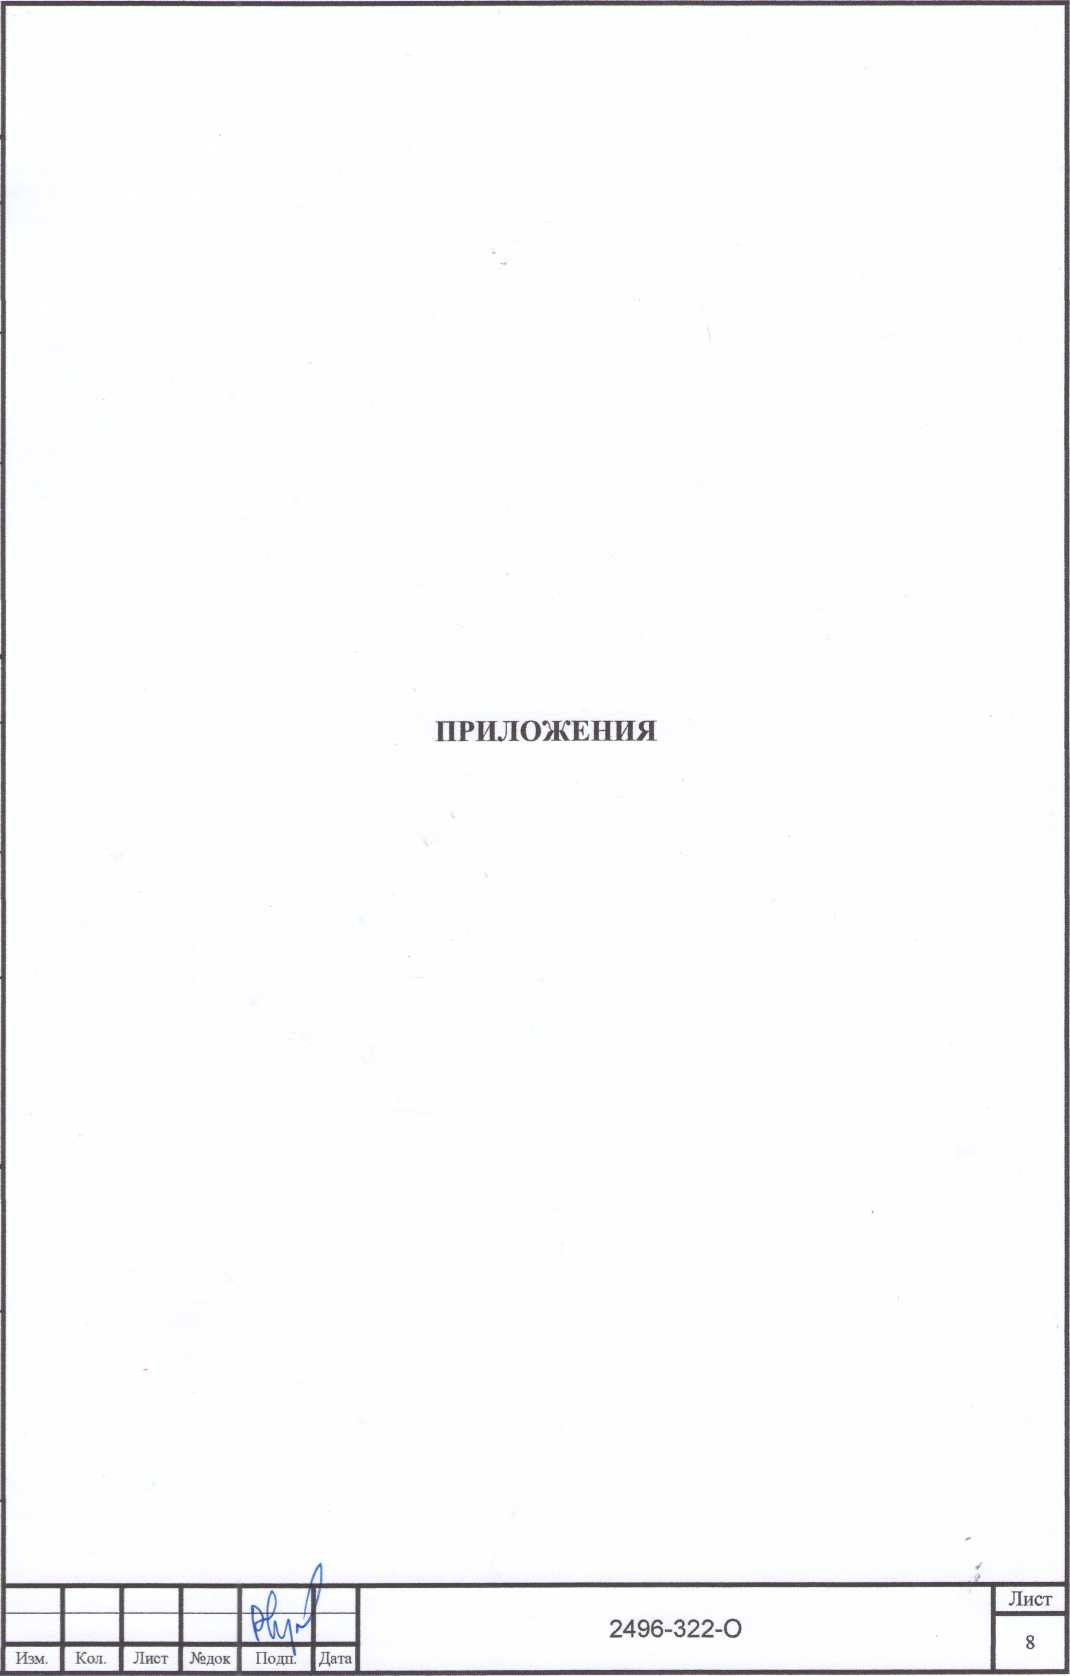 ПРИЛОЖЕНИЯ
Изм. Кол. Лист №док Подп. Дата
2496-322-О
Лист
8